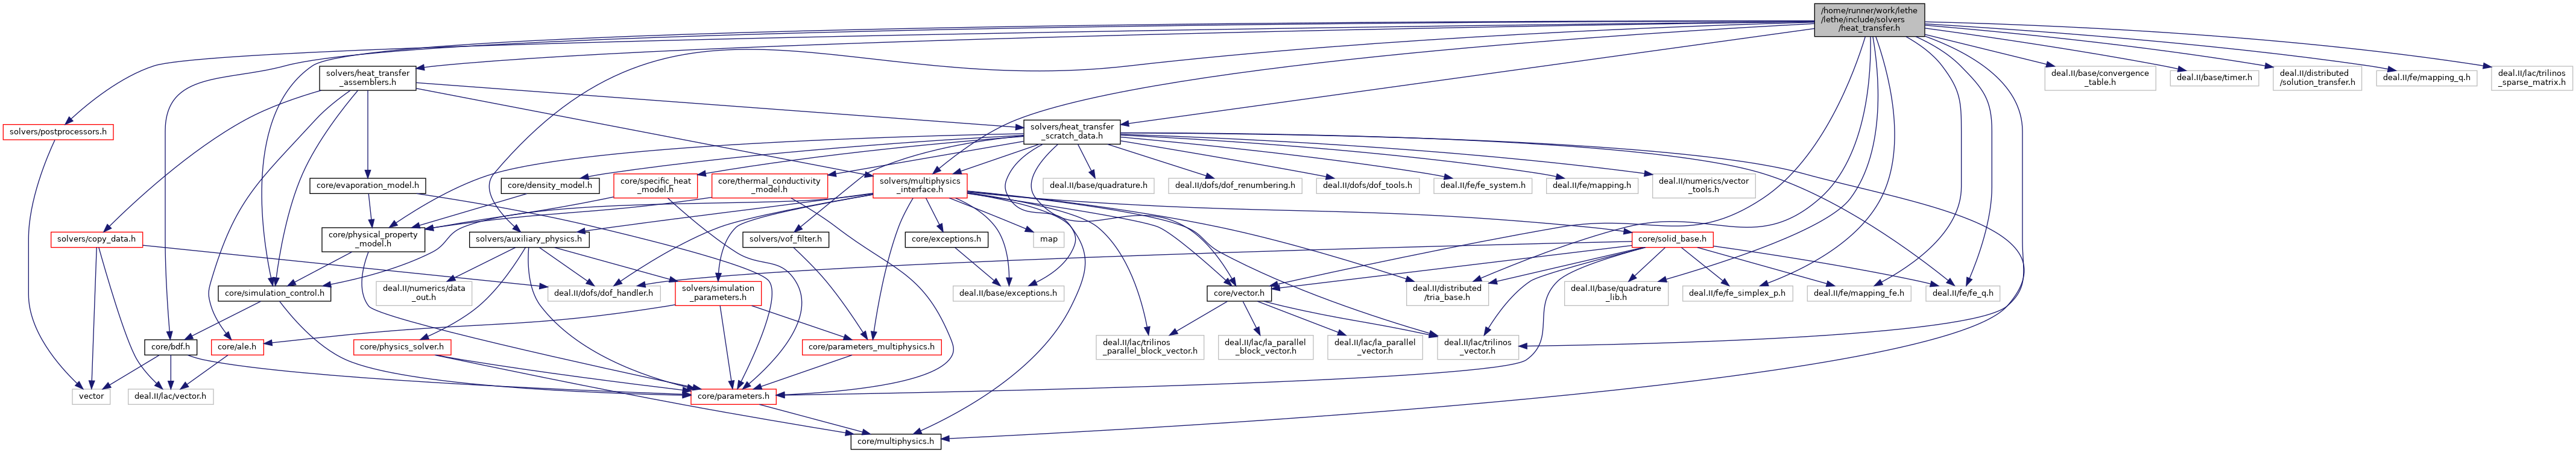 /home/runner/work/lethe
/lethe/include/solvers
/heat_transfer.h
solvers/heat_transfer
_assemblers.h
deal.II/base/convergence
_table.h
deal.II/base/timer.h
deal.II/distributed
/solution_transfer.h
deal.II/fe/mapping_q.h
deal.II/lac/trilinos
_sparse_matrix.h
solvers/postprocessors.h
solvers/heat_transfer
_scratch_data.h
core/evaporation_model.h
core/density_model.h
core/specific_heat
_model.h
core/thermal_conductivity
_model.h
solvers/multiphysics
_interface.h
deal.II/base/quadrature.h
deal.II/dofs/dof_renumbering.h
deal.II/dofs/dof_tools.h
deal.II/fe/fe_system.h
deal.II/fe/mapping.h
deal.II/numerics/vector
_tools.h
solvers/copy_data.h
core/physical_property
_model.h
solvers/auxiliary_physics.h
solvers/vof_filter.h
core/exceptions.h
map
core/solid_base.h
core/simulation_control.h
deal.II/numerics/data
_out.h
deal.II/dofs/dof_handler.h
solvers/simulation
_parameters.h
deal.II/base/exceptions.h
core/vector.h
deal.II/distributed
/tria_base.h
deal.II/base/quadrature
_lib.h
deal.II/fe/fe_simplex_p.h
deal.II/fe/mapping_fe.h
deal.II/fe/fe_q.h
core/bdf.h
core/ale.h
core/physics_solver.h
core/parameters_multiphysics.h
deal.II/lac/trilinos
_parallel_block_vector.h
deal.II/lac/la_parallel
_block_vector.h
deal.II/lac/la_parallel
_vector.h
deal.II/lac/trilinos
_vector.h
vector
deal.II/lac/vector.h
core/parameters.h
core/multiphysics.h